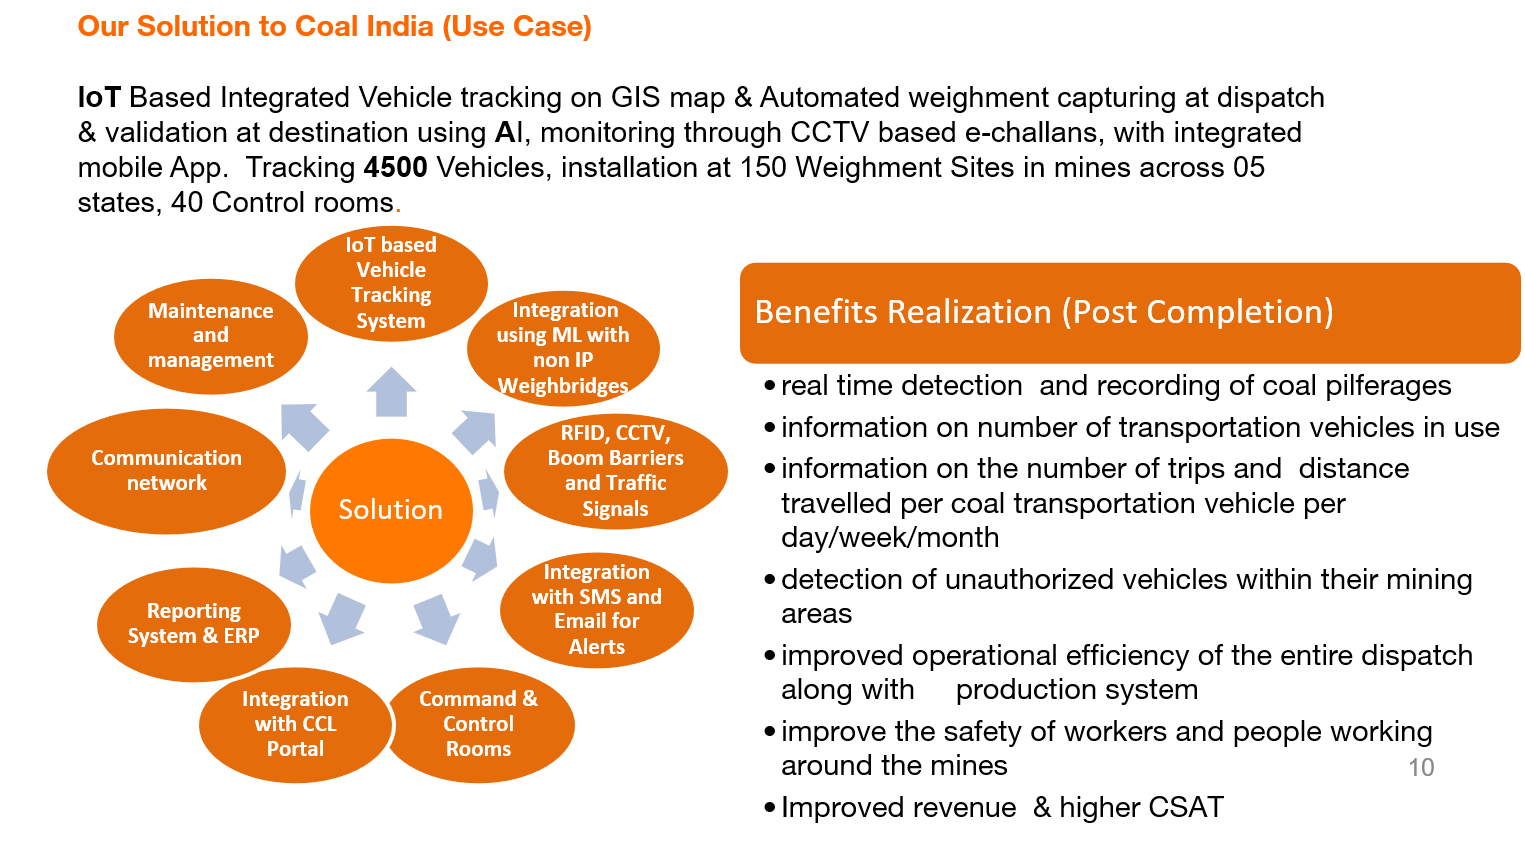 Our Solution to Coal India (Use Case)
IoT Based Integrated Vehicle tracking on GIS map & Automated weighment capturing at dispatch
& validation at destination using AI, monitoring through CCTV based e-challans, with integrated
mobile App.  Tracking 4500 Vehicles, installation at 150 Weighment Sites in mines across 05
states, 40 Control rooms.
IoT based
Vehicle
Tracking
System
Integration
using ML with
non IP
Weighbridges
RFID, CCTV,
Boom Barriers
and Traffic
Signals
Integration
with SMS and
Email for
Alerts
Command &
Control
Rooms
Integration
with CCL
Portal
Reporting
System & ERP
Communication
network
Maintenance
and
management
Solution
Benefits Realization (Post Completion)
• real time detection  and recording of coal pilferages
• information on number of transportation vehicles in use
• information on the number of trips and  distance
travelled per coal transportation vehicle per
day/week/month
• detection of unauthorized vehicles within their mining
areas
• improved operational efficiency of the entire dispatch
along with     production system
• improve the safety of workers and people working
around the mines
• Improved revenue  & higher CSAT
10